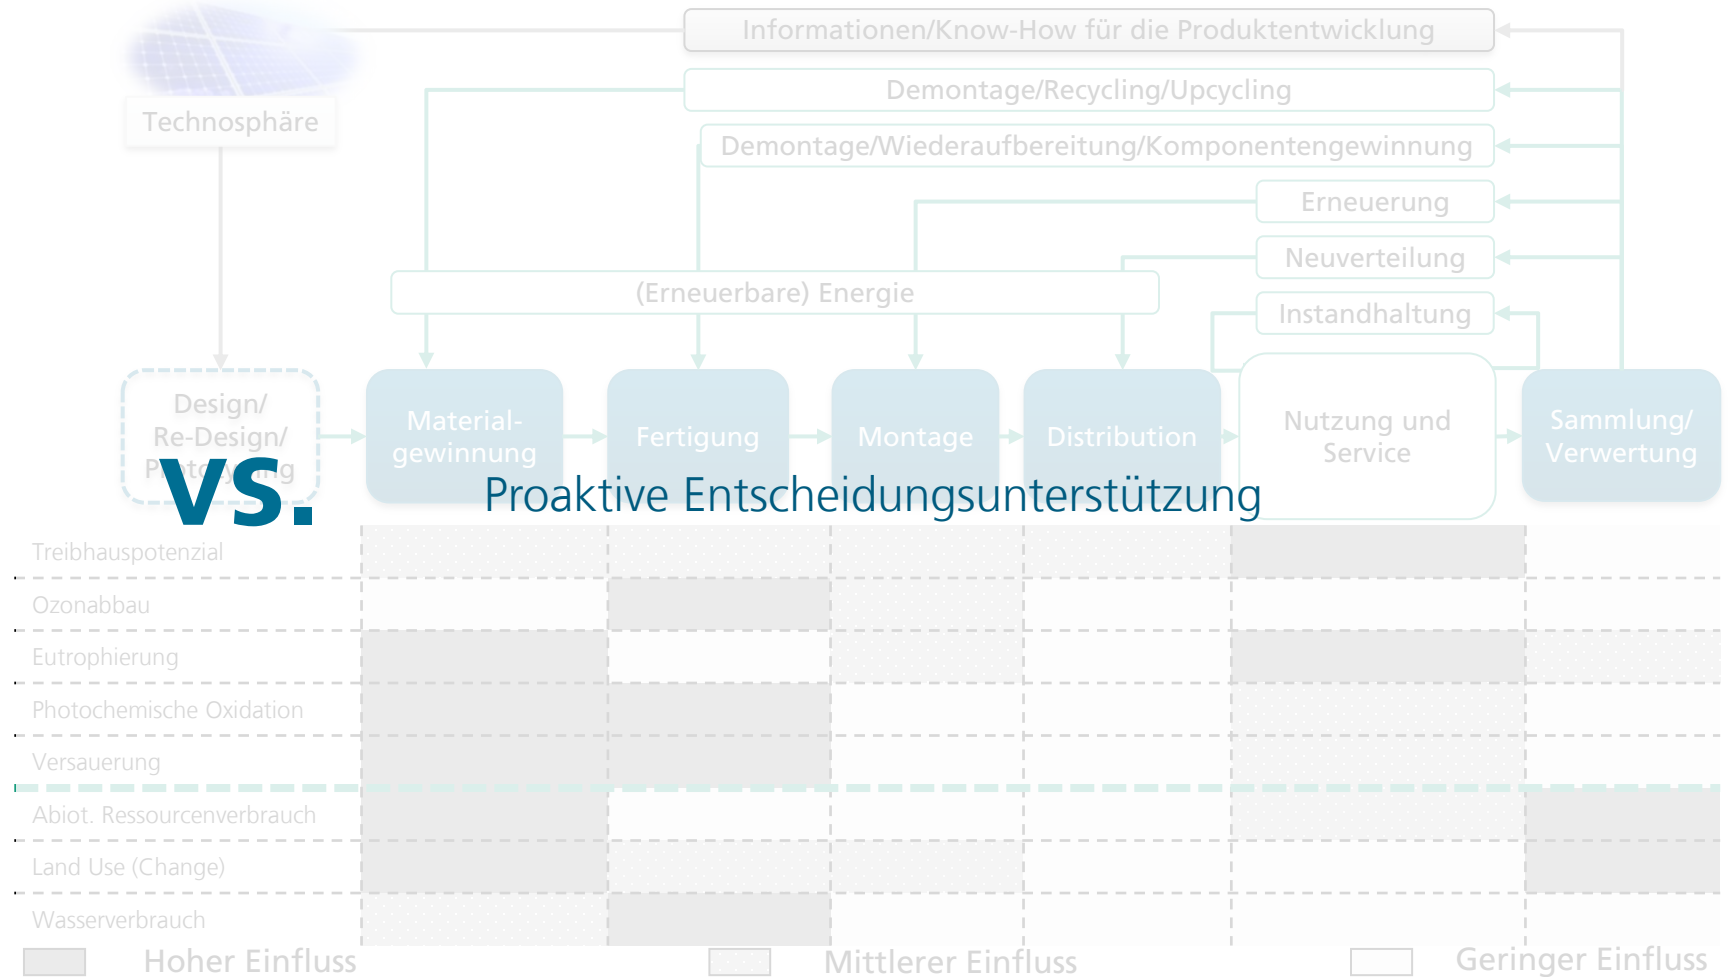 Informationen/Know-How für die Produktentwicklung
Demontage/Recycling/Upcycling
Technosphäre
Demontage/Wiederaufbereitung/Komponentengewinnung
Erneuerung
Neuverteilung
(Erneuerbare) Energie
Instandhaltung
Design/
Re-Design/
Prototyping
Material-
gewinnung
Fertigung
Montage
Distribution
Nutzung und
Service
Sammlung/
Verwertung
vs.
Proaktive Entscheidungsunterstützung
Treibhauspotenzial
Ozonabbau
Eutrophierung
Photochemische Oxidation
Versauerung
Abiot. Ressourcenverbrauch
Land Use (Change)
Wasserverbrauch
Hoher Einfluss
Mittlerer Einfluss
Geringer Einfluss